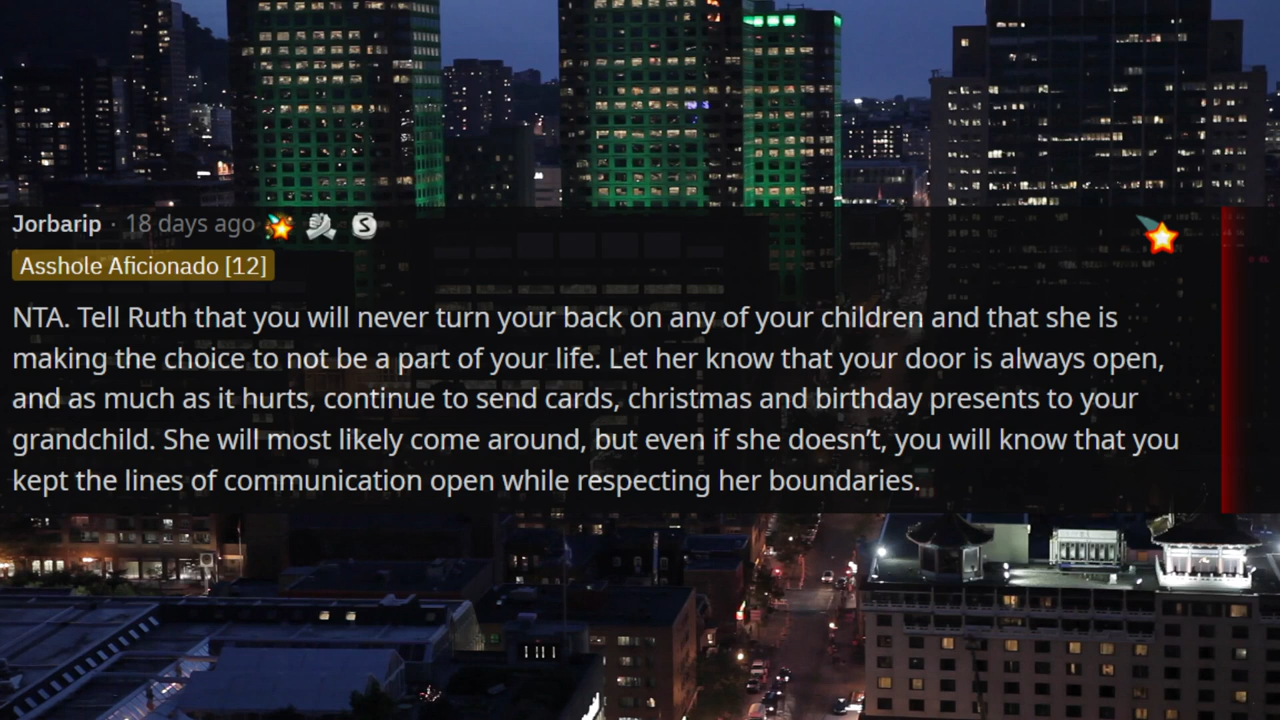 Jorbarip · 18 days ago
Asshole Aficionado [12]
NTA. Tell Ruth that you will never turn your back on any of your children and that she is
making the choice to not be a part of your life. Let her know that your door is always open,
and as much as it hurts, continue to send cards, christmas and birthday presents to your
grandchild. She will most likely come around, but even if she doesn’t, you will know that you
kept the lines of communication open while respecting her boundaries.